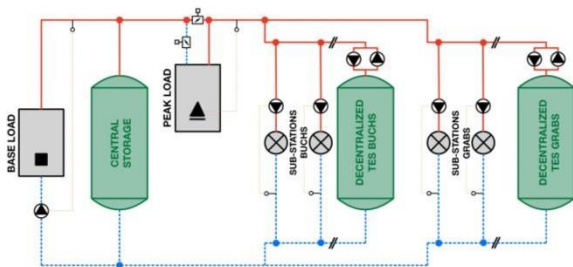 BASE LOAD
CENTRAL
STORAGE
PEAK LOAD
SUB-STATIONS
BUCHS
DECENTRALIZED
TES BUCHS
SUB-STATIONS
GRABS
DECENTRALIZED
TES GRABS